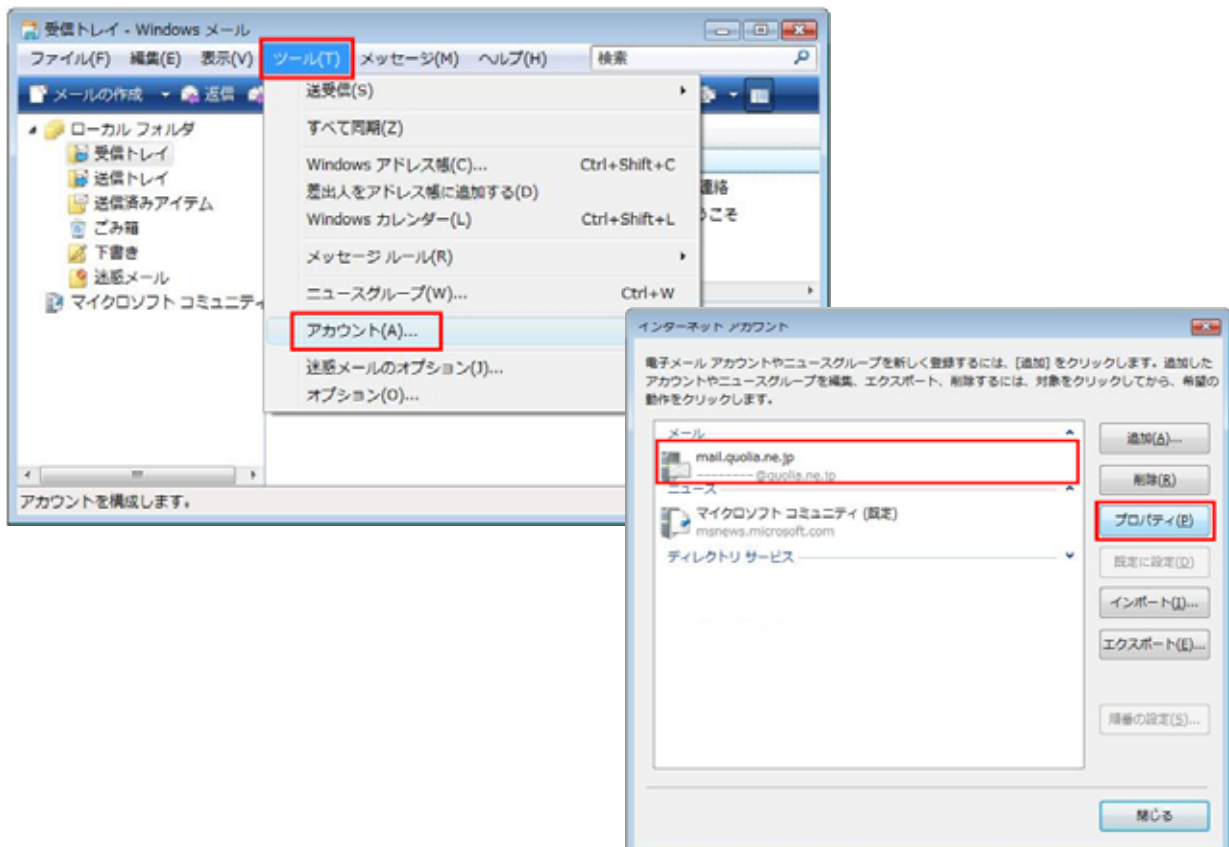 受信トレイ - Windows メール
ファイル(F) 編集(E) 表示(V) ツール(T) メッセージ(M) ヘルプ(H) 検索
メールの作成 返信
ローカル フォルダ
受信トレイ
送信トレイ
送信済みアイテム
ごみ箱
下書き
迷惑メール
マイクロソフト コミュニティ
送受信(S)
すべて同期(Z)
Windows アドレス帳(C)... Ctrl+Shift+C
差出人をアドレス帳に追加する(D)
Windows カレンダー(L) Ctrl+Shift+L
メッセージ ルール(R)
ニュースグループ(W)... Ctrl+W
アカウント(A)...
迷惑メールのオプション(J)...
オプション(O)...
連絡
うこそ
アカウントを構成します。
インターネット アカウント
電子メール アカウントやニュースグループを新しく登録するには、[追加] をクリックします。追加した
アカウントやニュースグループを編集、エクスポート、削除するには、対象をクリックしてから、希望の
動作をクリックします。
メール
mail.quolia.ne.jp
--------@quolia.ne.jp
ニュース
マイクロソフト コミュニティ (既定)
msnews.microsoft.com
ディレクトリ サービス
追加(A)...
削除(R)
プロパティ(P)
既定に設定(D)
インポート(I)...
エクスポート(E)...
順番の設定(S)...
閉じる